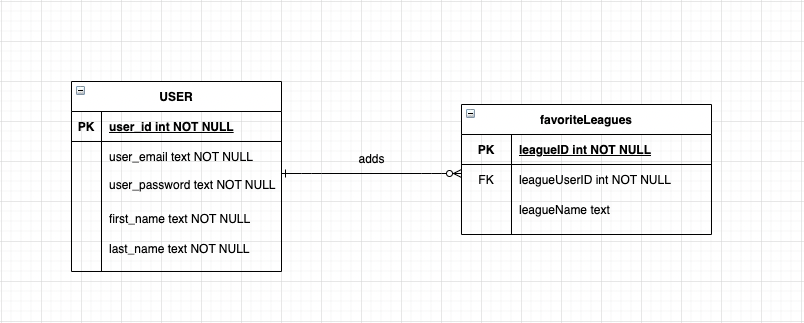 USER
PK user_id int NOT NULL
user_email text NOT NULL
user_password text NOT NULL
first_name text NOT NULL
last_name text NOT NULL
adds
favoriteLeagues
PK leagueID int NOT NULL
FK leagueUserID int NOT NULL
leagueName text